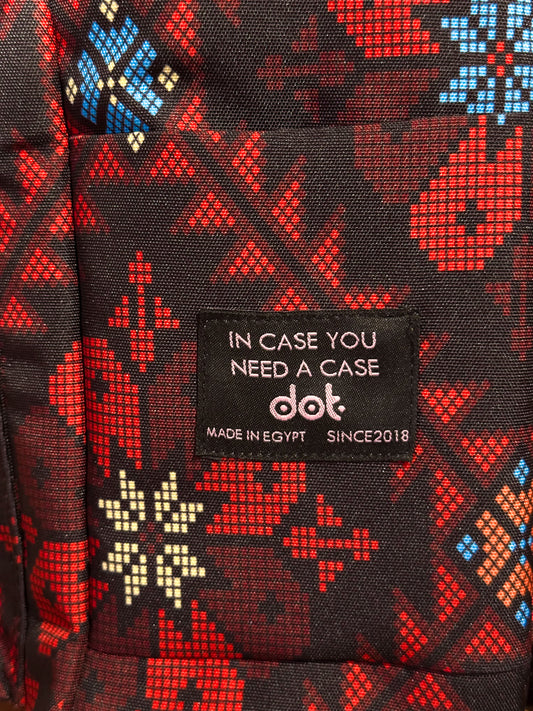 IN CASE YOU
NEED A CASE
dot.
MADE IN EGYPT SINCE2018